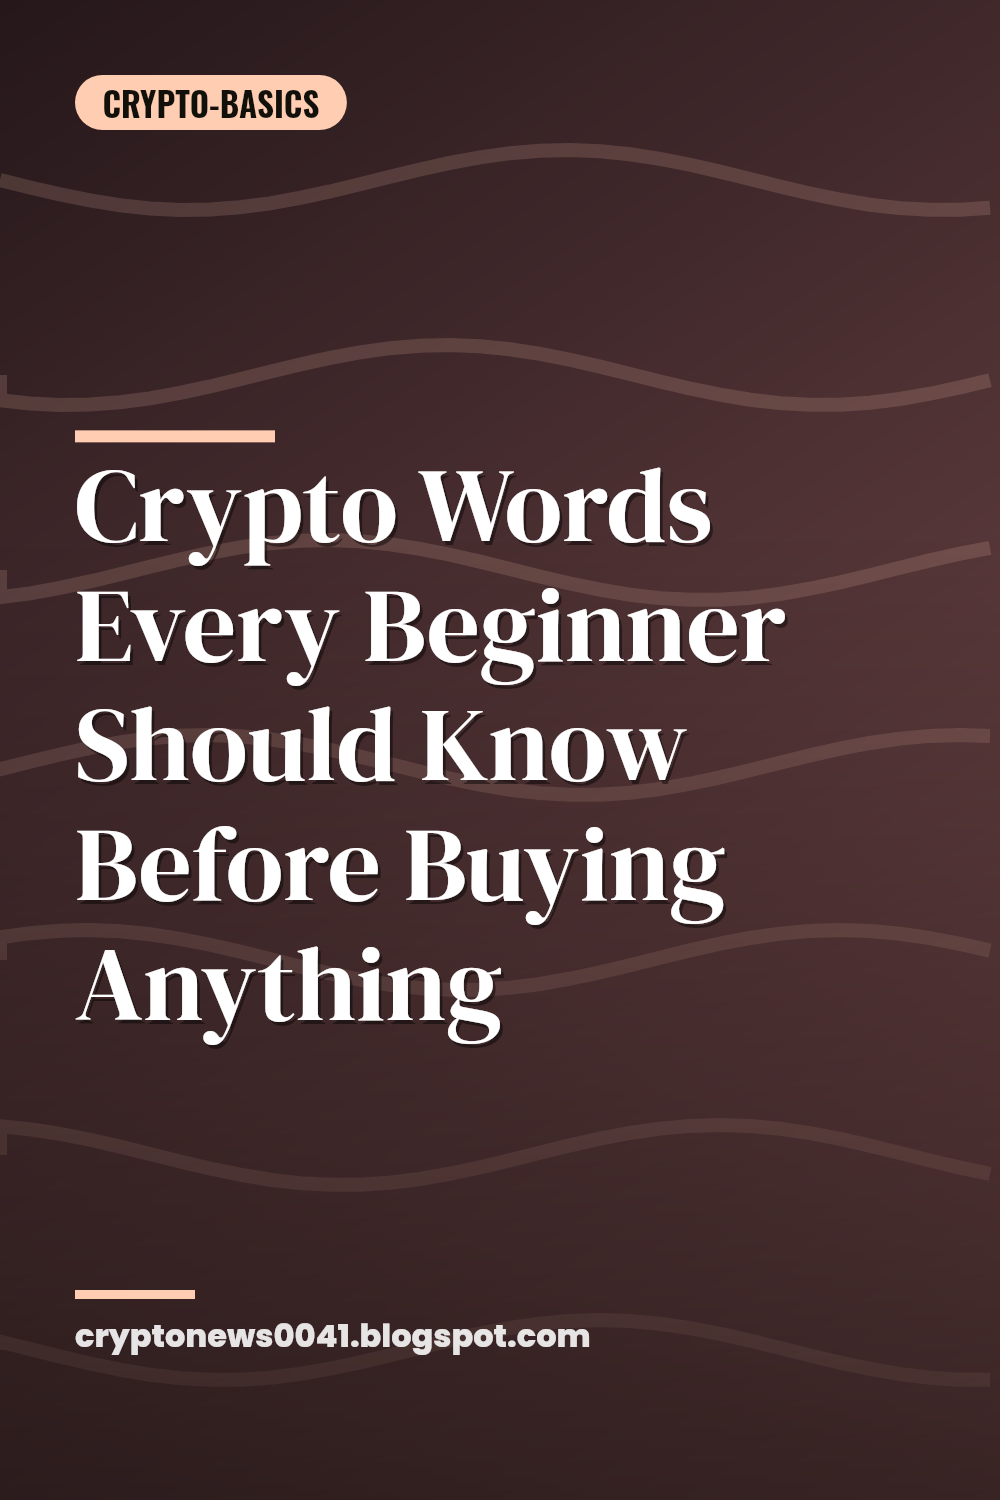 CRYPTO-BASICS
Crypto Words
Every Beginner
Should Know
Before Buying
Anything
cryptonews0041.blogspot.com